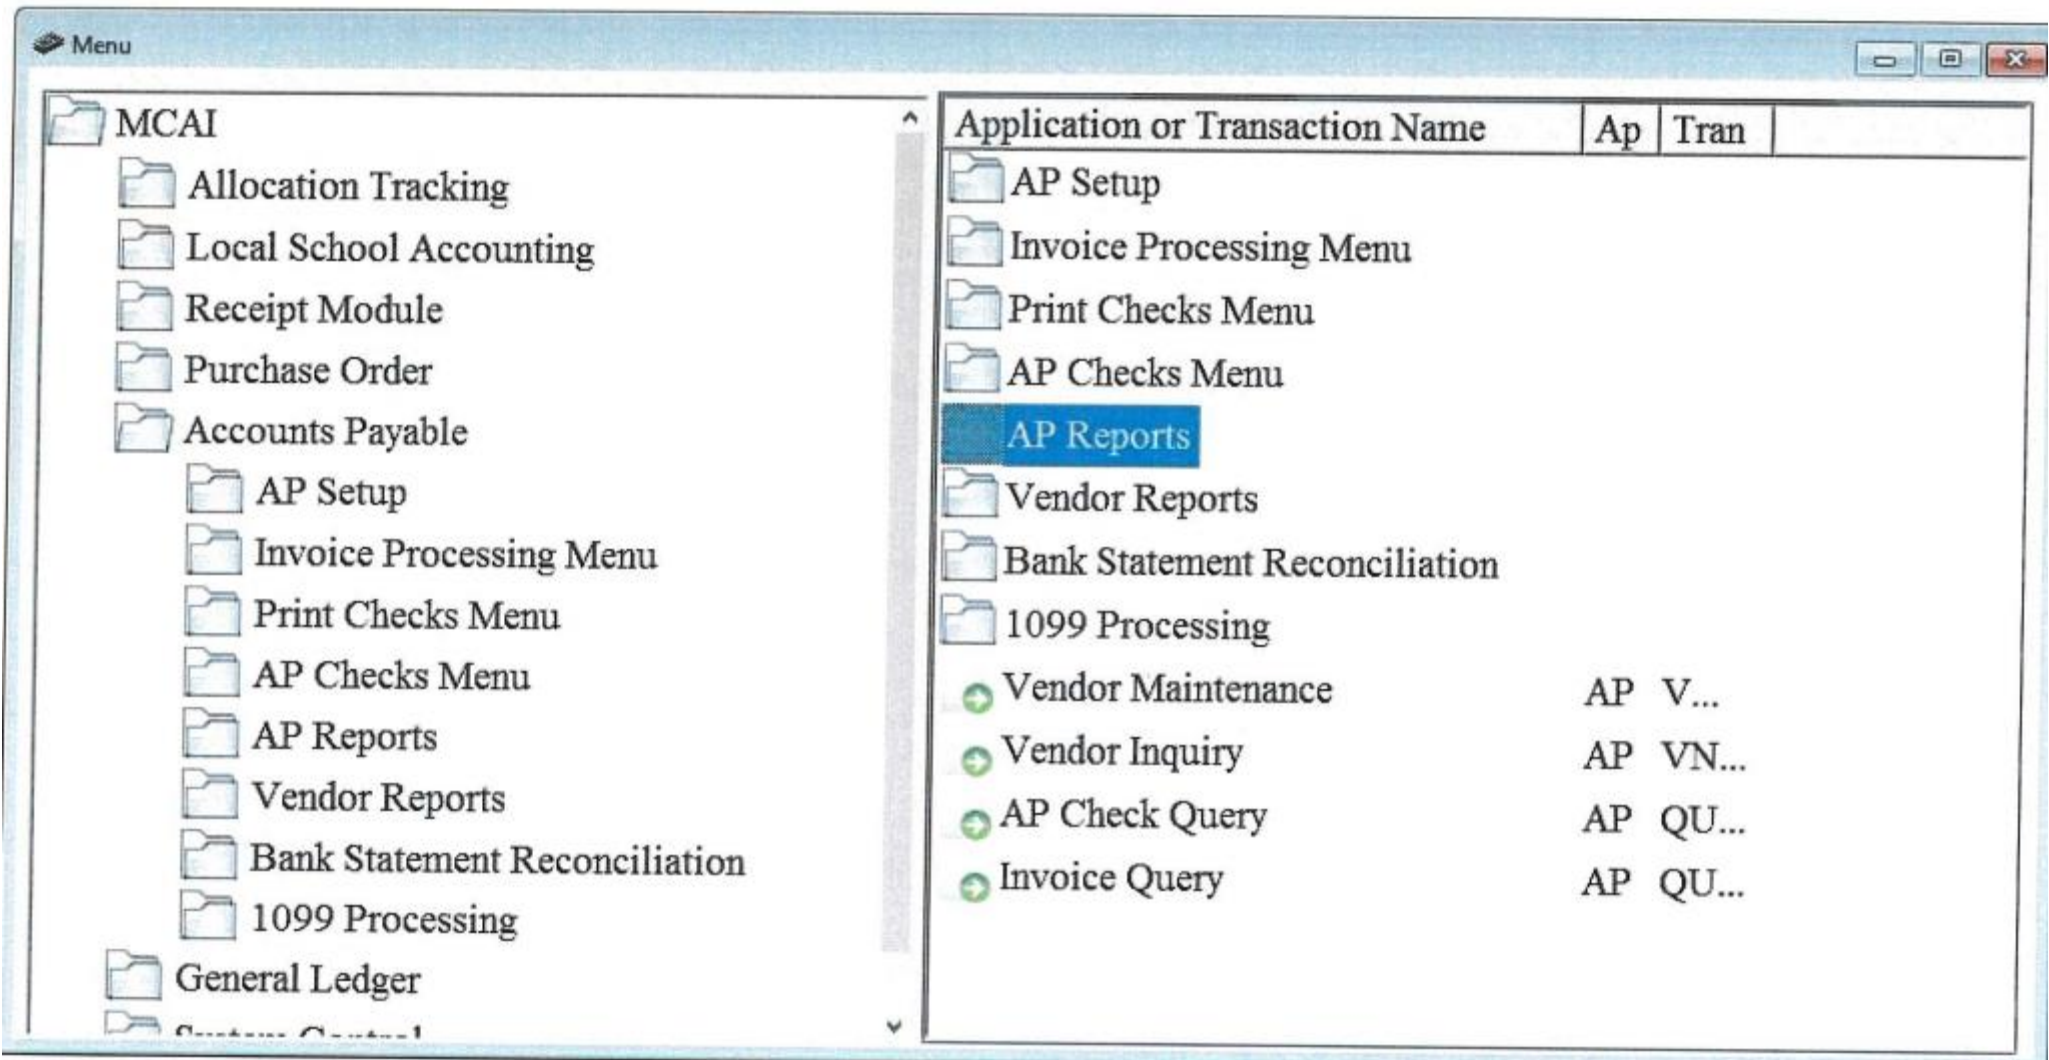 Menu
MCAI
Allocation Tracking
Local School Accounting
Receipt Module
Purchase Order
Accounts Payable
AP Setup
Invoice Processing Menu
Print Checks Menu
AP Checks Menu
AP Reports
Vendor Reports
Bank Statement Reconciliation
1099 Processing
General Ledger
System Control
Application or Transaction Name Ap Tran
AP Setup
Invoice Processing Menu
Print Checks Menu
AP Checks Menu
AP Reports
Vendor Reports
Bank Statement Reconciliation
1099 Processing
Vendor Maintenance AP V...
Vendor Inquiry AP VN...
AP Check Query AP QU...
Invoice Query AP QU...